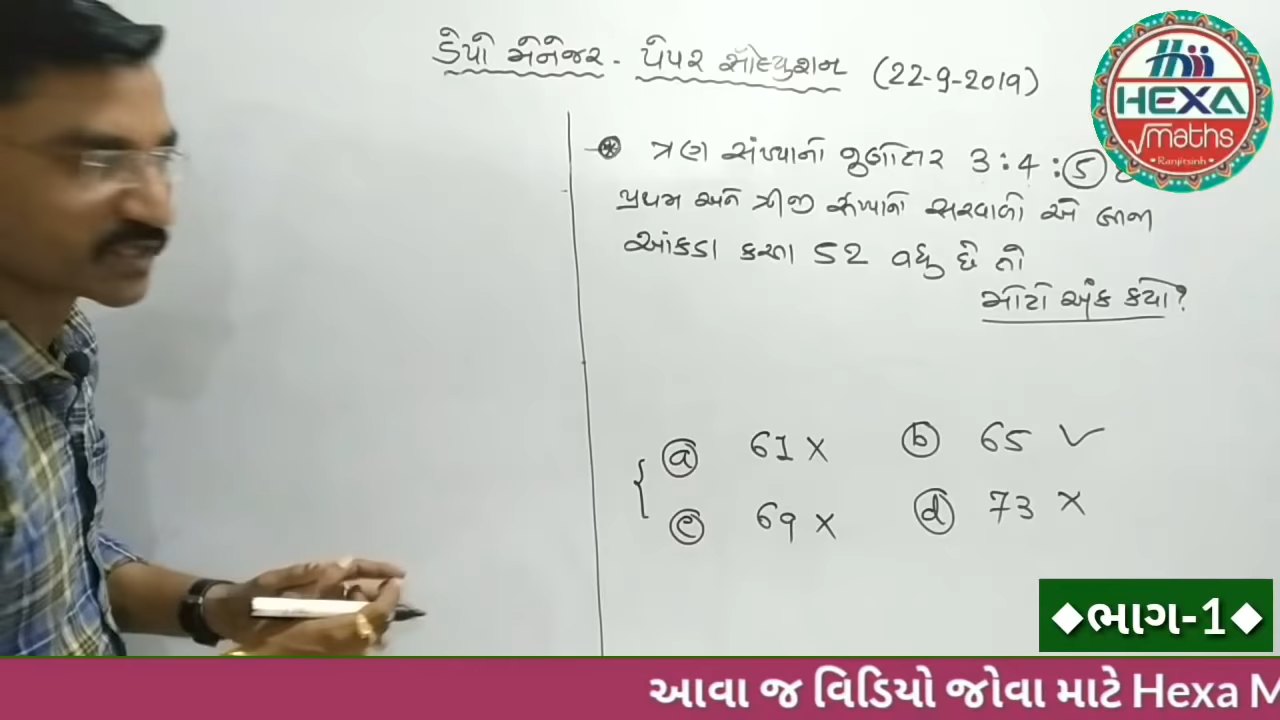 ડેપો મેનેજર - પેપર સૉલ્યુશન (22-9-2019)
HEXA
maths
Ranjitsinh
* ત્રણ સંખ્યાનો ગુણોત્તર 3:4:5
પ્રથમ અને ત્રીજી સંખ્યાનો સરવાળો એ બીજા
આંકડા કરતા 52 વધુ છે તો
મોટો અંક કયો?
a 61 x b 65 ✓
c 69 x d 73 x
◆ભાગ-1◆
આવા જ વિડિયો જોવા માટે Hexa M